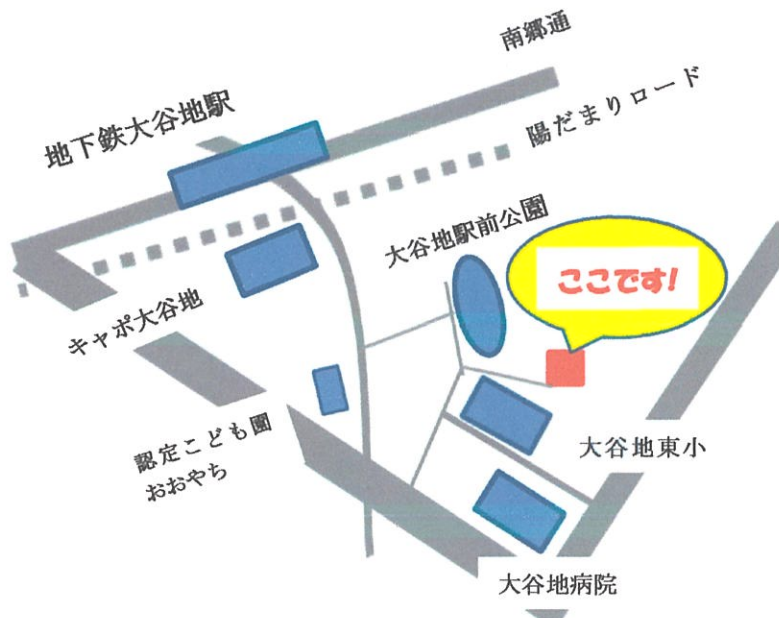 南郷通
地下鉄大谷地駅
陽だまりロード
大谷地駅前公園
ここです!
キャポ大谷地
認定こども園
おおやち
大谷地東小
大谷地病院